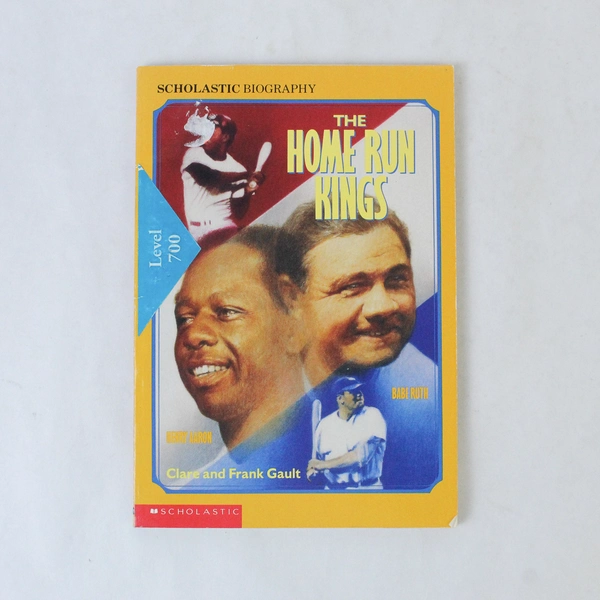 SCHOLASTIC BIOGRAPHY
THE
HOME RUN
KINGS
Level
700
BABE RUTH
HANK AARON
Clare and Frank Gault
SCHOLASTIC